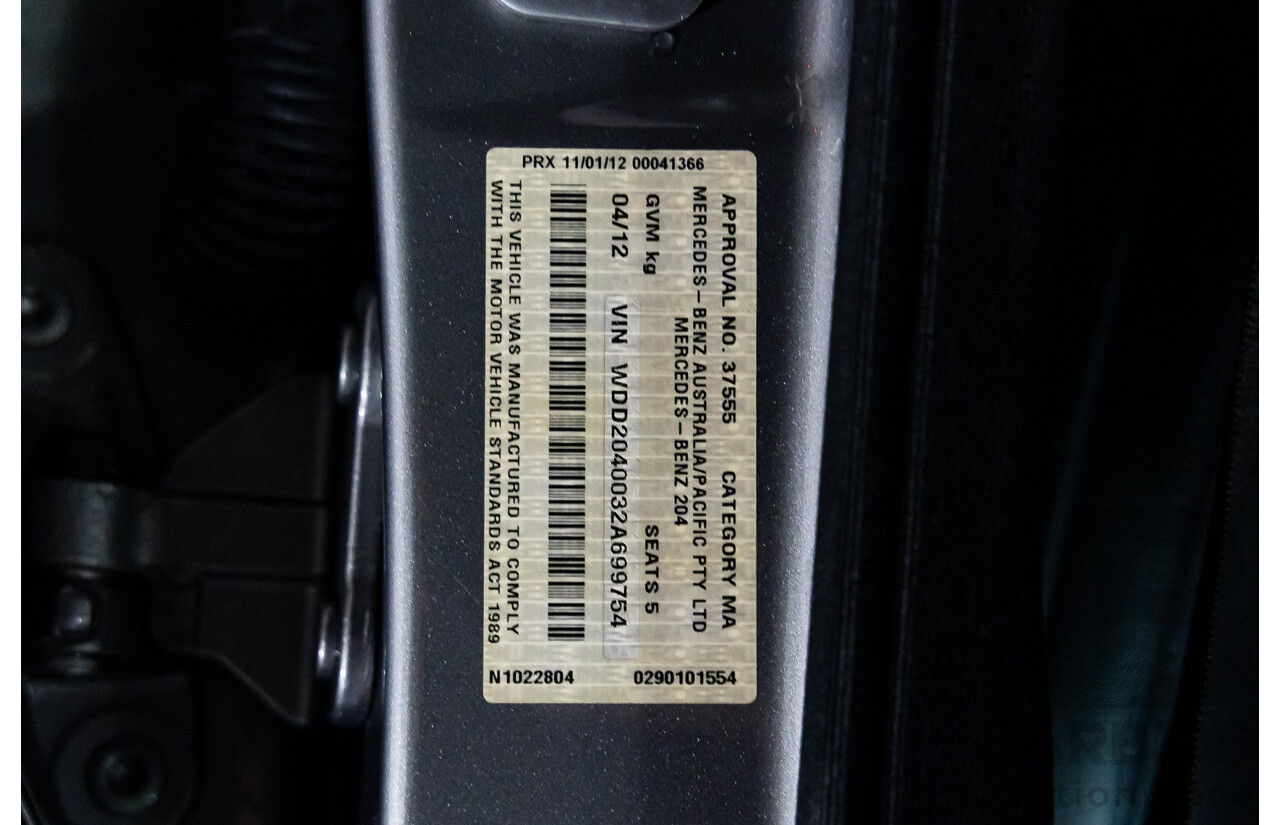 PRX 11/01/12 00041366
APPROVAL NO. 37555 CATEGORY MA
MERCEDES-BENZ AUSTRALIA/PACIFIC PTY LTD
MERCEDES-BENZ 204
GVM kg SEATS 5
04/12 VIN WDD2040032A699754
THIS VEHICLE WAS MANUFACTURED TO COMPLY
WITH THE MOTOR VEHICLE STANDARDS ACT 1989
N1022804 0290101554